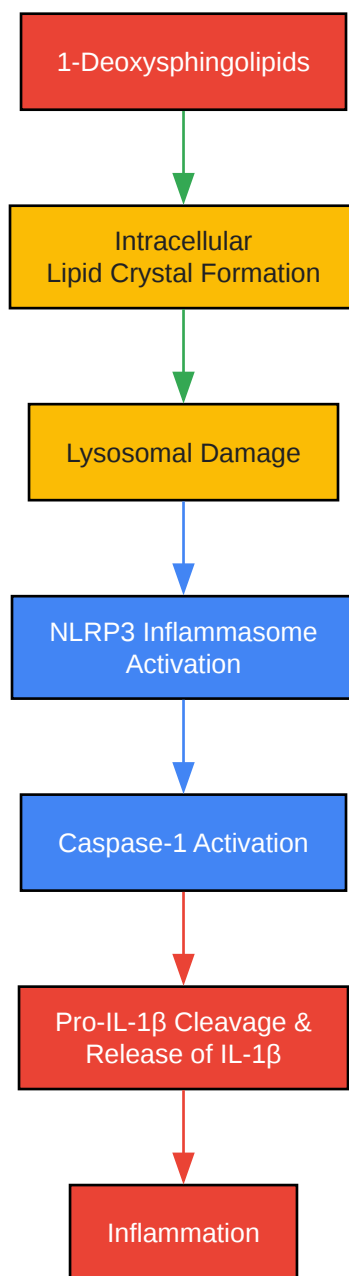 1-Deoxysphingolipids
Intracellular
Lipid Crystal Formation
Lysosomal Damage
NLRP3 Inflammasome
Activation
Caspase-1 Activation
Pro-IL-1β Cleavage &
Release of IL-1β
Inflammation